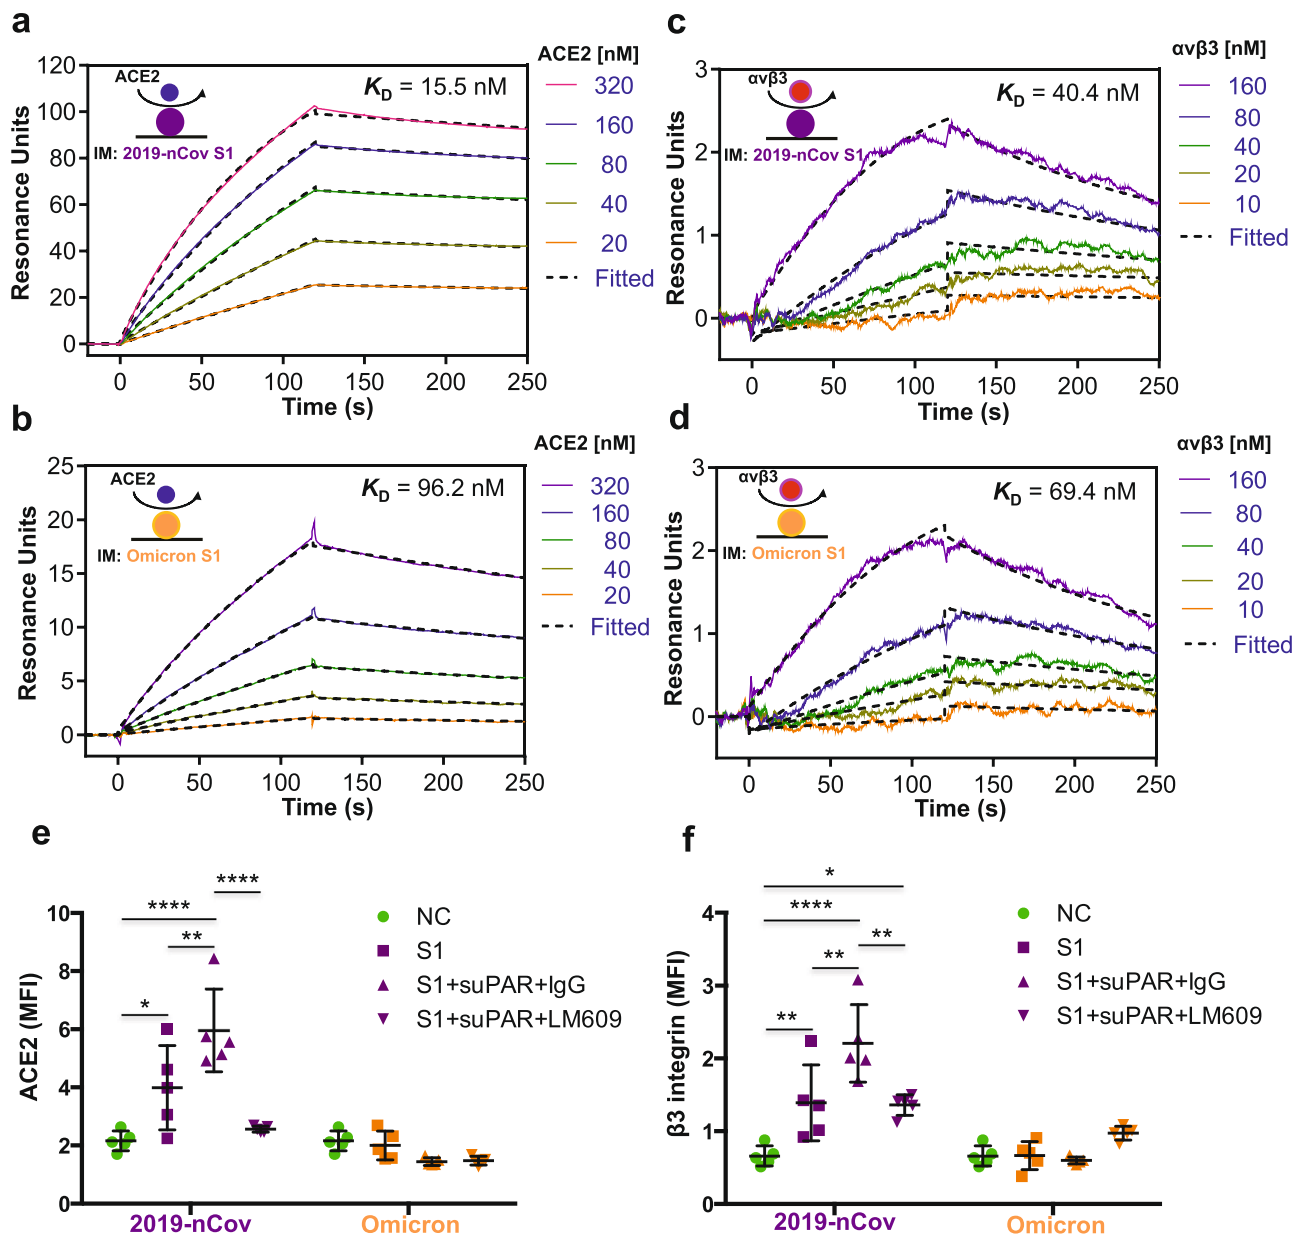 a
ACE2 [nM]
120
100
80
60
40
20
0
Resonance Units
ACE2
IM: 2019-nCov S1
KD = 15.5 nM
320
160
80
40
20
Fitted
0 50 100 150 200 250
Time (s)
c
αvβ3 [nM]
3
2
1
0
Resonance Units
αvβ3
IM: 2019-nCov S1
KD = 40.4 nM
160
80
40
20
10
Fitted
0 50 100 150 200 250
Time (s)
b
ACE2 [nM]
25
20
15
10
5
0
Resonance Units
ACE2
IM: Omicron S1
KD = 96.2 nM
320
160
80
40
20
Fitted
0 50 100 150 200 250
Time (s)
d
αvβ3 [nM]
3
2
1
0
Resonance Units
αvβ3
IM: Omicron S1
KD = 69.4 nM
160
80
40
20
10
Fitted
0 50 100 150 200 250
Time (s)
e
10
8
6
4
2
0
ACE2 (MFI)
****
****
**
*
NC
S1
S1+suPAR+IgG
S1+suPAR+LM609
2019-nCov
Omicron
f
4
3
2
1
0
β3 integrin (MFI)
*
****
**
**
**
NC
S1
S1+suPAR+IgG
S1+suPAR+LM609
2019-nCov
Omicron